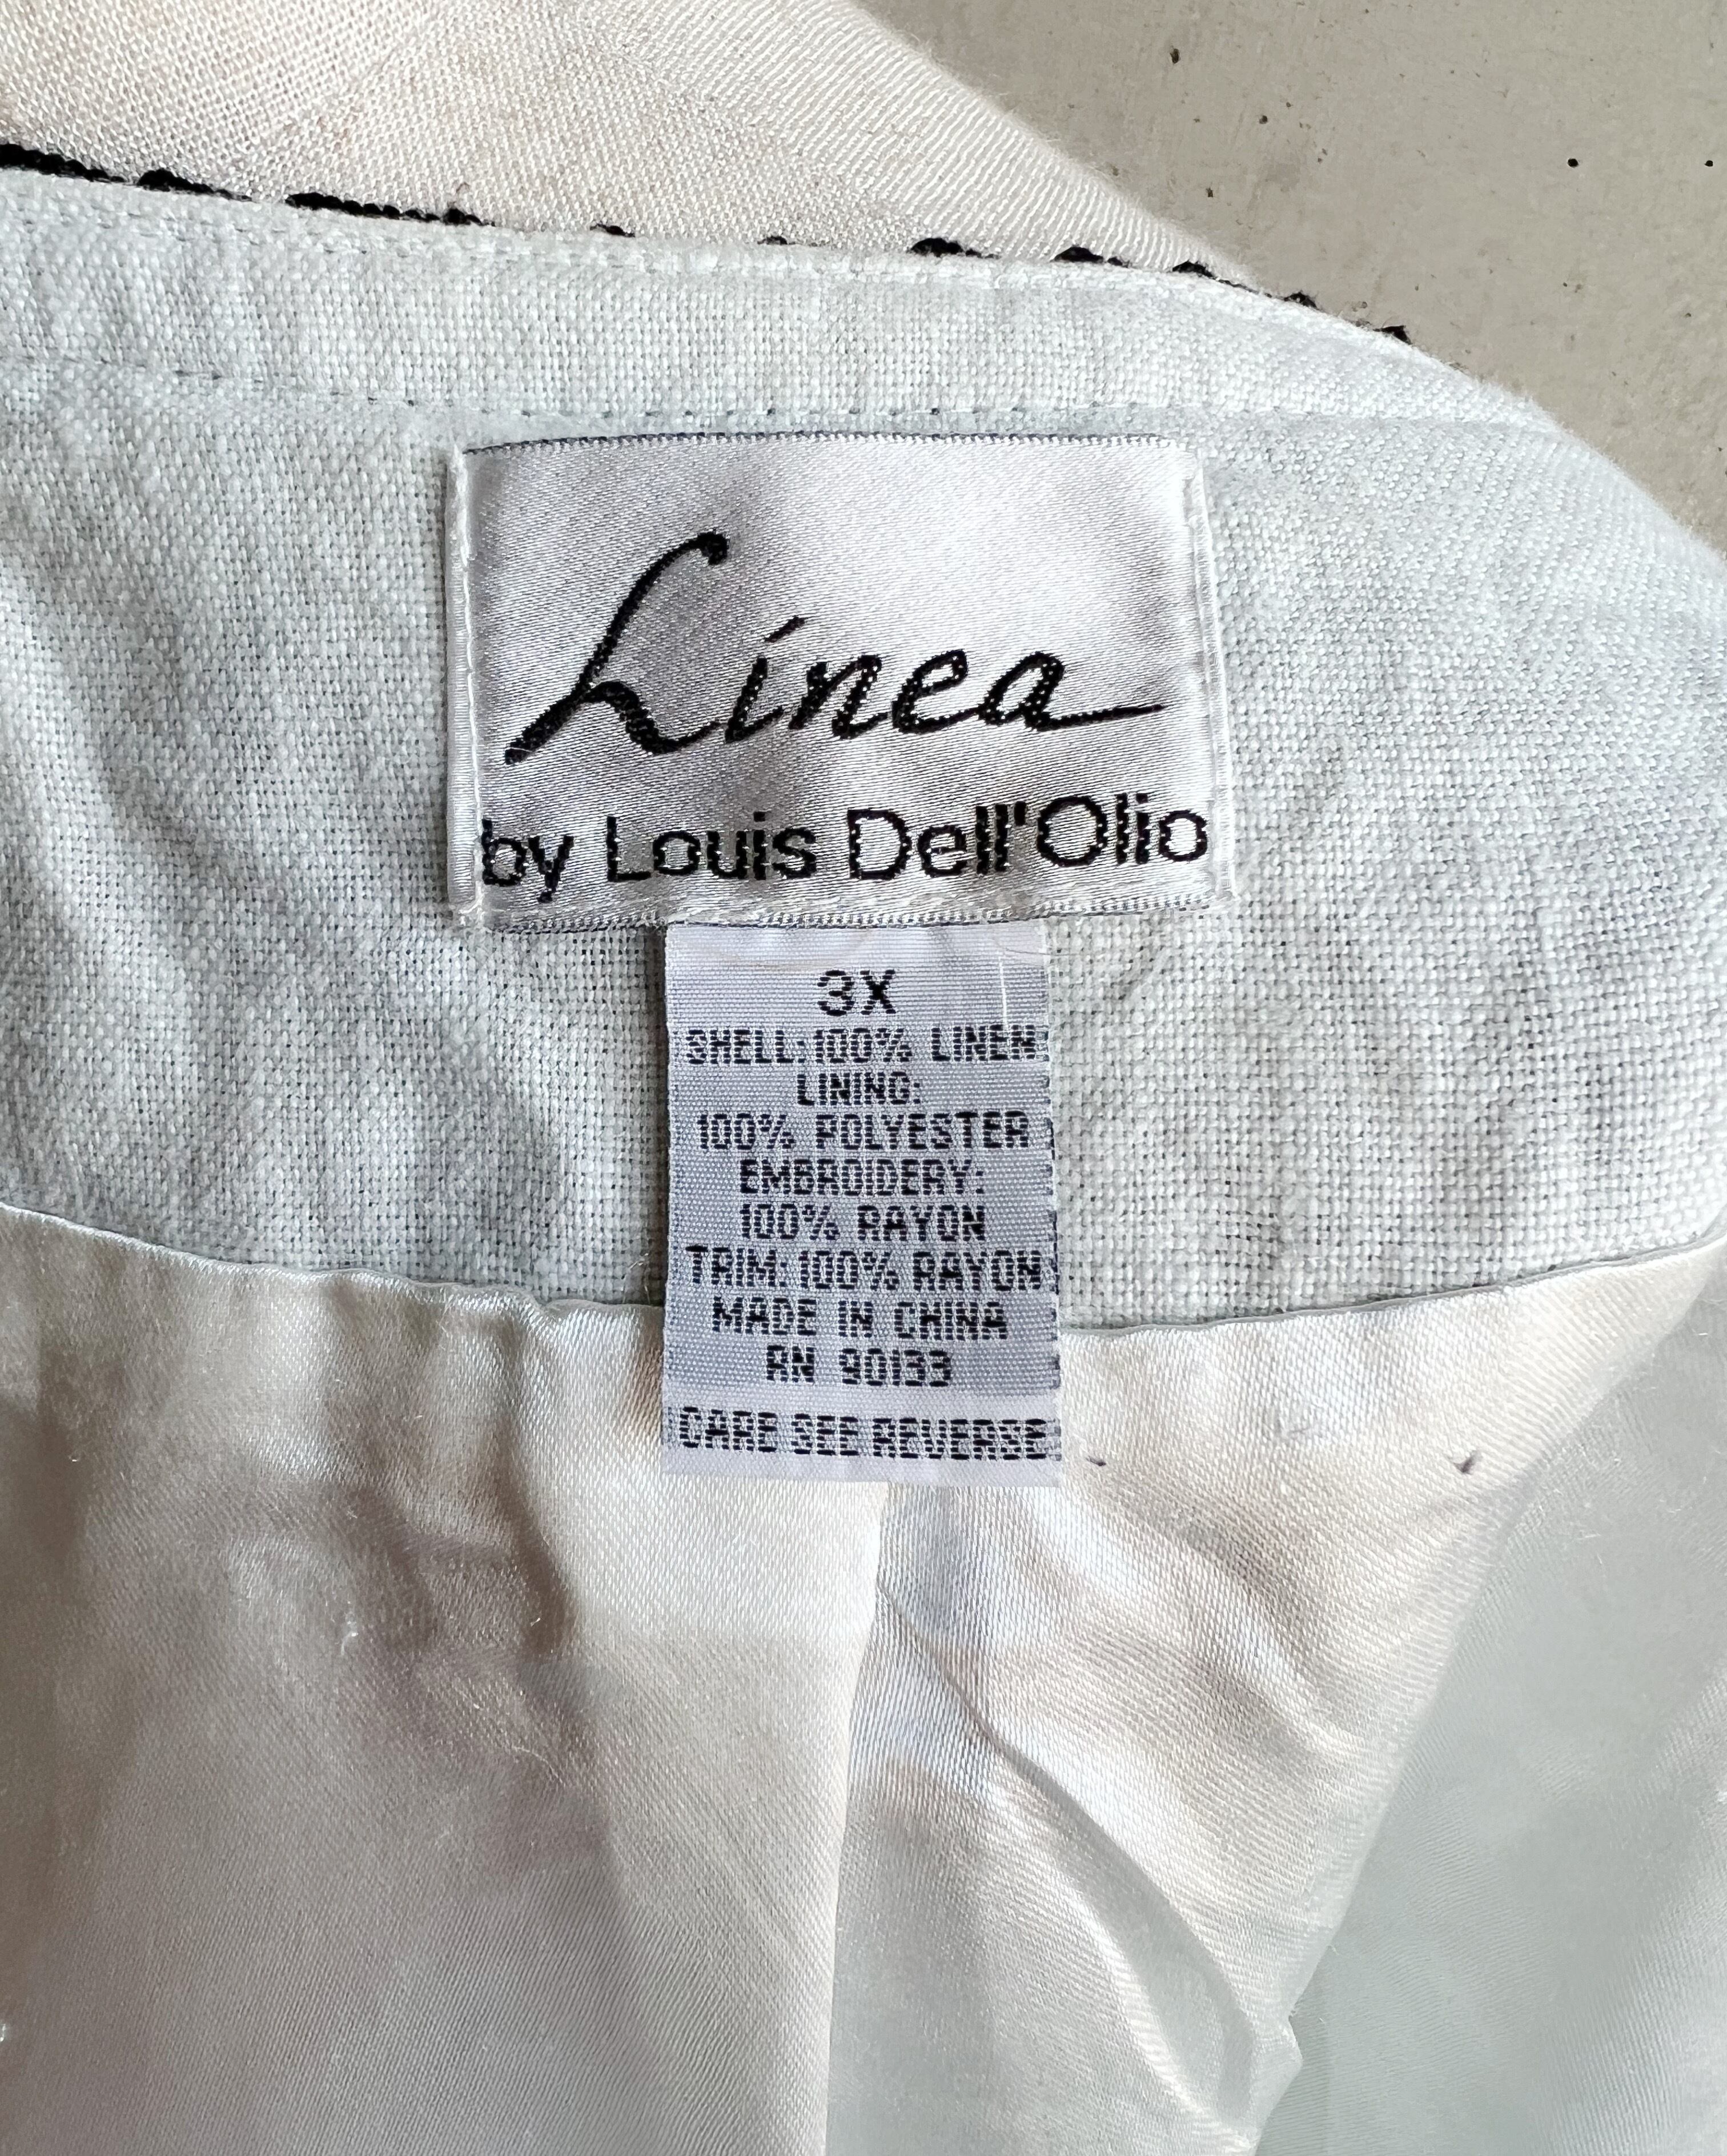 Linea
by Louis Dell'Olio
3X
SHELL:100% LINEN
LINING:
100% POLYESTER
EMBROIDERY:
100% RAYON
TRIM:100% RAYON
MADE IN CHINA
RN 90133
CARE SEE REVERSE